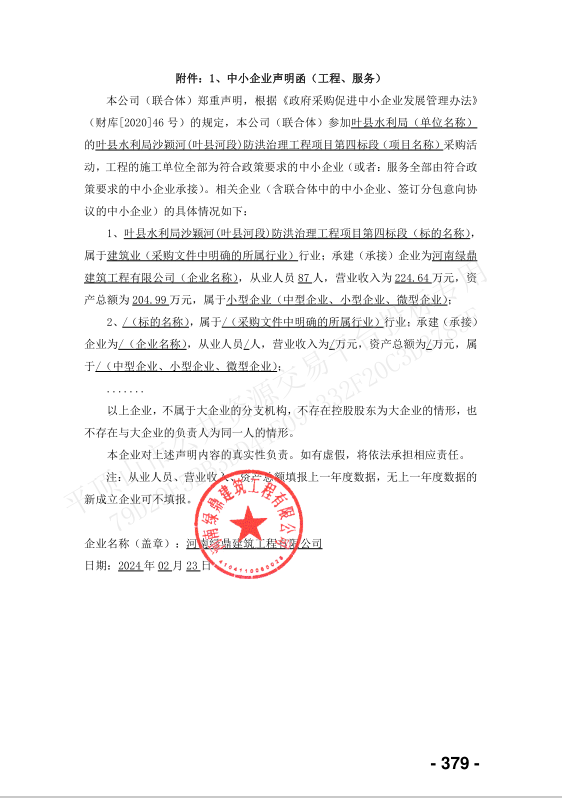 附件：1、中小企业声明函（工程、服务）
本公司（联合体）郑重声明，根据《政府采购促进中小企业发展管理办法》
（财库[2020]46 号）的规定，本公司（联合体）参加叶县水利局（单位名称）
的叶县水利局沙颍河(叶县河段)防洪治理工程项目第四标段（项目名称）采购活
动，工程的施工单位全部为符合政策要求的中小企业（或者：服务全部由符合政
策要求的中小企业承接）。相关企业（含联合体中的中小企业、签订分包意向协
议的中小企业）的具体情况如下：
1、叶县水利局沙颍河(叶县河段)防洪治理工程项目第四标段（标的名称），
属于建筑业（采购文件中明确的所属行业）行业；承建（承接）企业为河南绿鼎
建筑工程有限公司（企业名称），从业人员 87 人，营业收入为 224.64 万元，资
产总额为 204.99 万元，属于小型企业（中型企业、小型企业、微型企业）；
2、/（标的名称），属于/（采购文件中明确的所属行业）行业；承建（承接）
企业为/（企业名称），从业人员/人，营业收入为/万元，资产总额为/万元，属
于/（中型企业、小型企业、微型企业）；
.......
以上企业，不属于大企业的分支机构，不存在控股股东为大企业的情形，也
不存在与大企业的负责人为同一人的情形。
本企业对上述声明内容的真实性负责。如有虚假，将依法承担相应责任。
注：从业人员、营业收入、资产总额填报上一年度数据，无上一年度数据的
新成立企业可不填报。
河南绿鼎建筑工程有限公司
企业名称（盖章）：河南绿鼎建筑工程有限公司
日期：2024 年 02 月 23 日
- 379 -